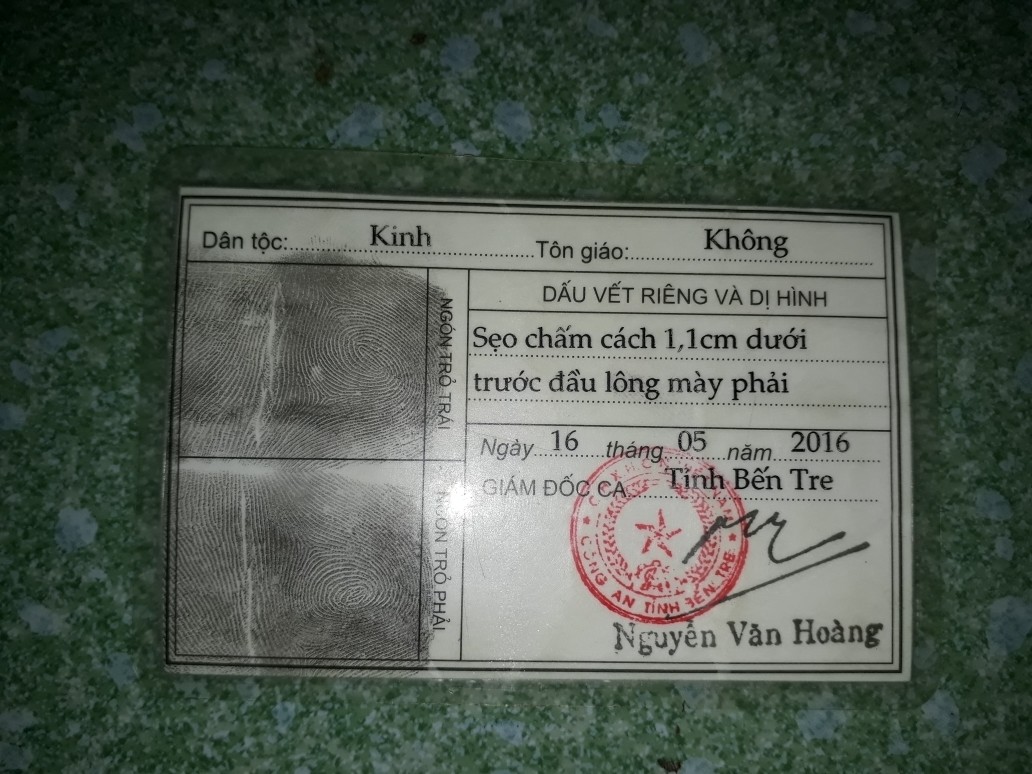 Dân tộc: Kinh Tôn giáo: Không
NGÓN TRỎ TRÁI
NGÓN TRỎ PHẢI
DẤU VẾT RIÊNG VÀ DỊ HÌNH
Sẹo chấm cách 1,1cm dưới
trước đầu lông mày phải
Ngày 16 tháng 05 năm 2016
GIÁM ĐỐC CA Tỉnh Bến Tre
CÔNG AN TỈNH BẾN TRE
Nguyễn Văn Hoàng